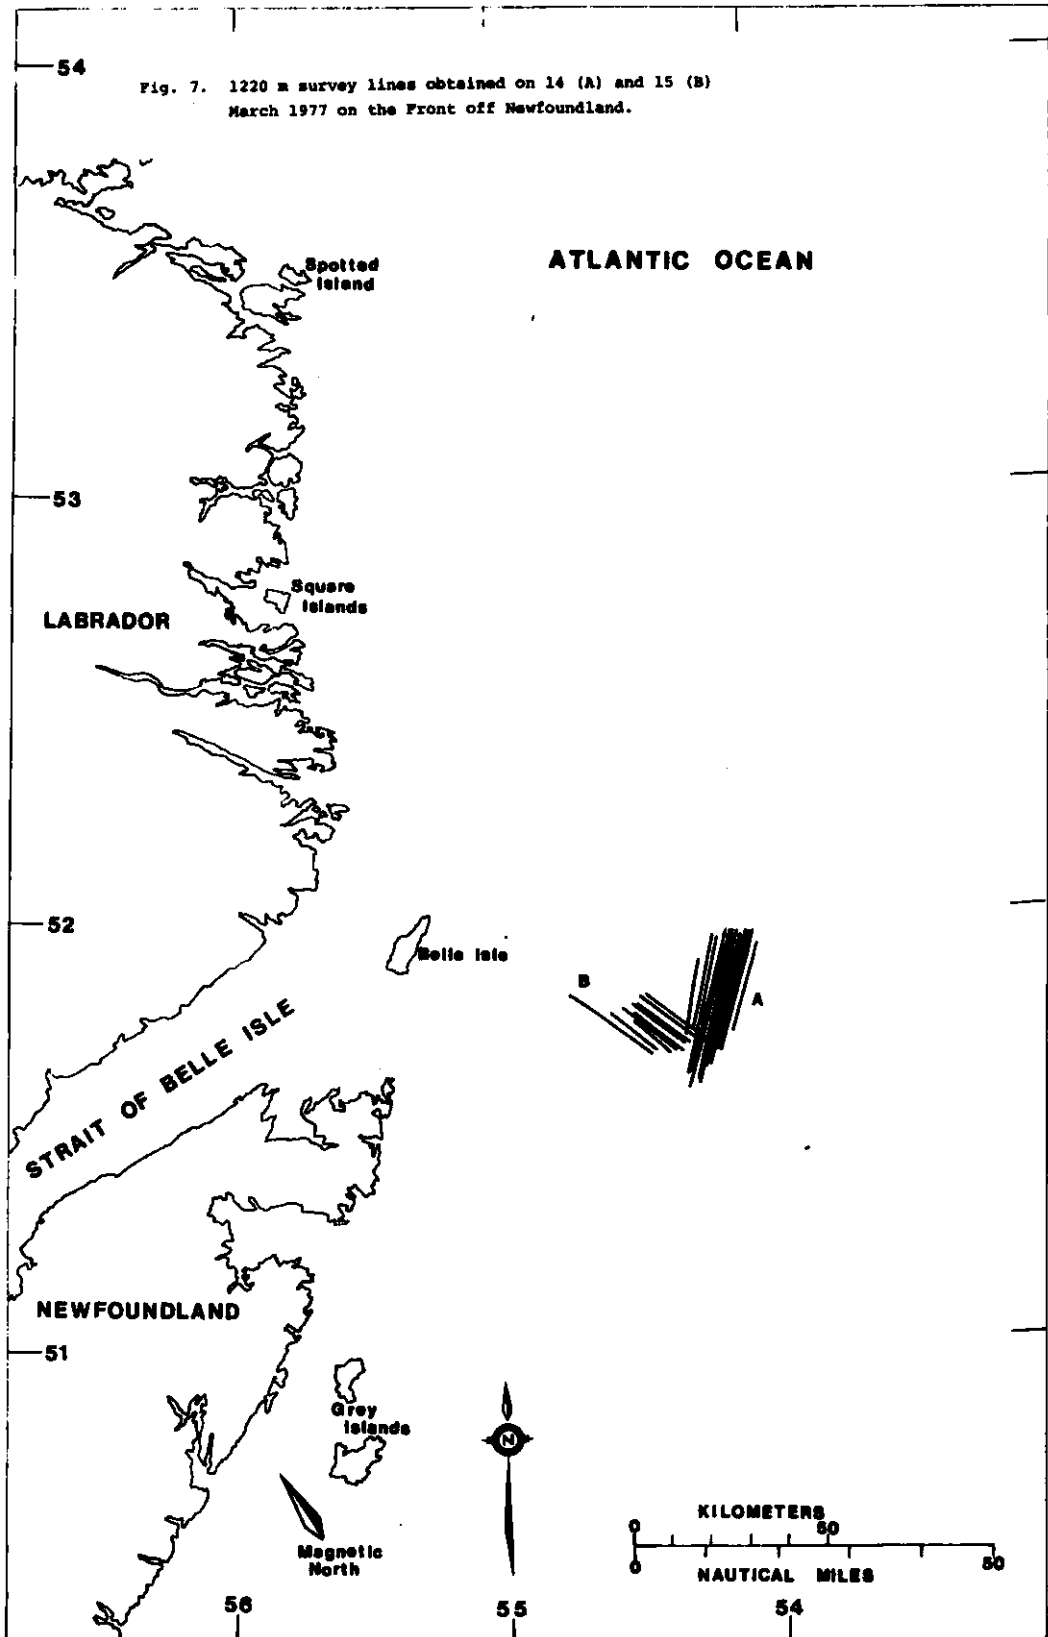 54
Fig. 7. 1220 m survey lines obtained on 14 (A) and 15 (B)
March 1977 on the Front off Newfoundland.
ATLANTIC OCEAN
Spotted
Island
53
Square
Islands
LABRADOR
52
Belle Isle
B
A
STRAIT OF BELLE ISLE
NEWFOUNDLAND
51
Grey
Islands
N
Magnetic
North
KILOMETERS
0 50
0 50
NAUTICAL MILES
56 55 54